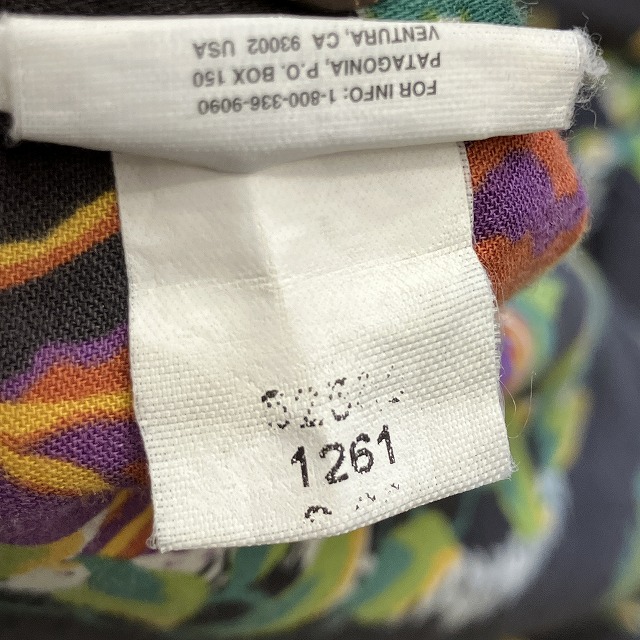 FOR INFO: 1-800-336-9090
PATAGONIA, P.O. BOX 150
VENTURA, CA 93002 USA
1261